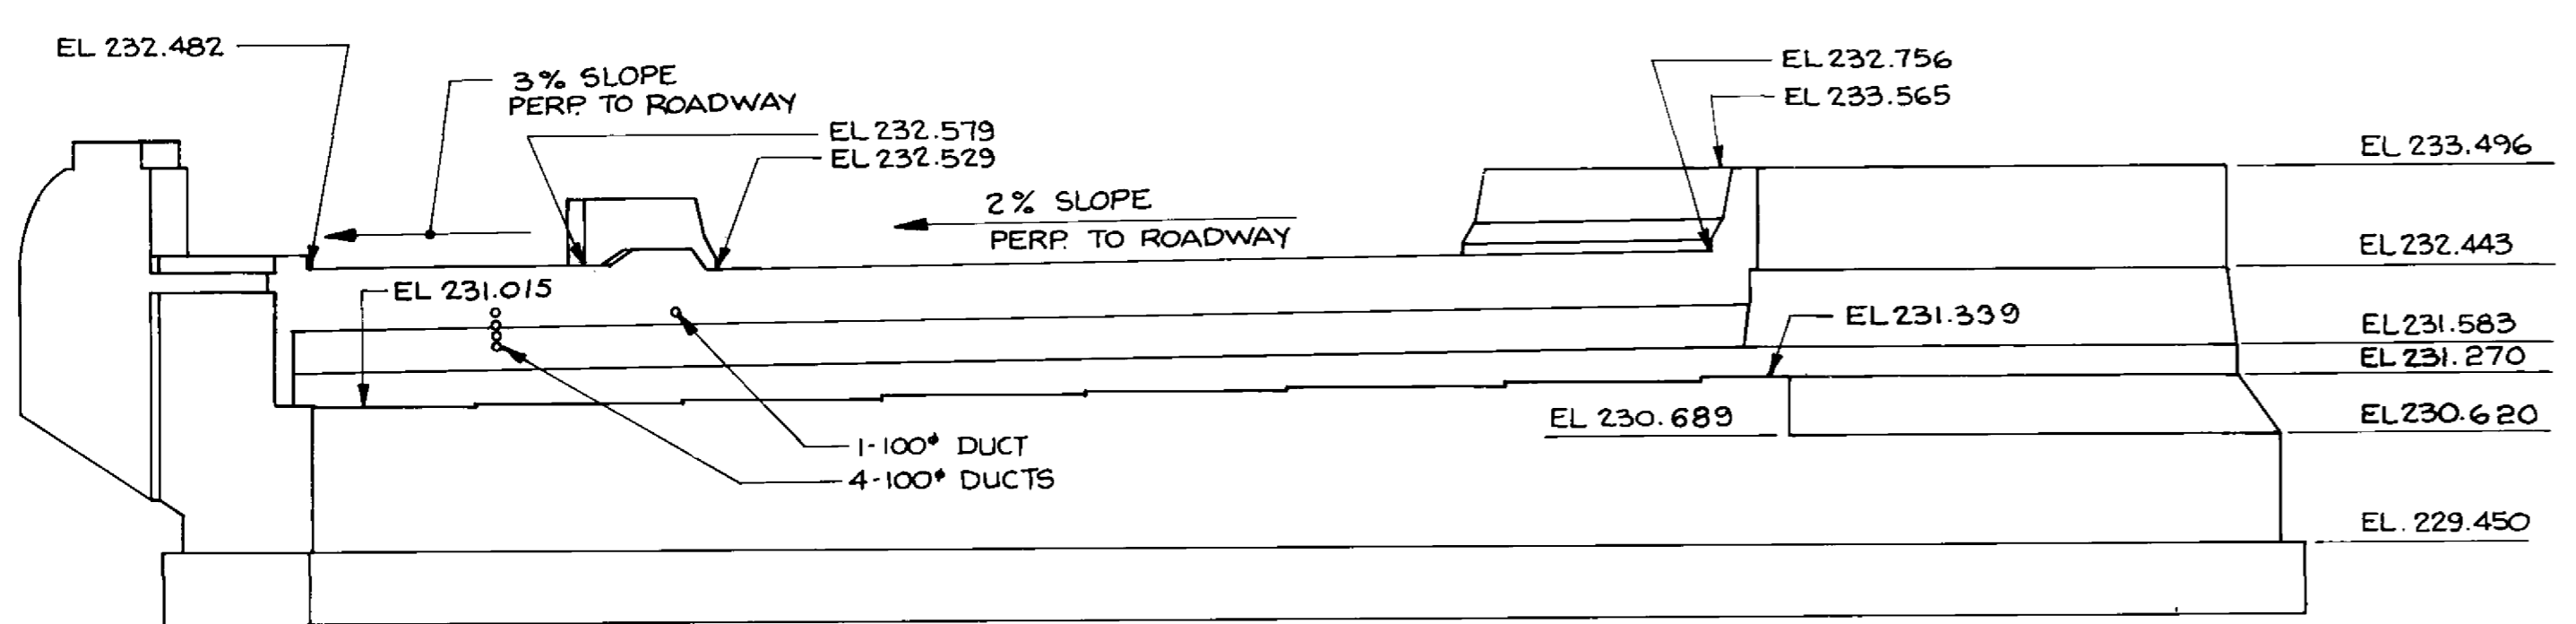 EL 232.482
3% SLOPE
PERP. TO ROADWAY
EL 232.579
EL 232.529
2% SLOPE
PERP. TO ROADWAY
EL 232.756
EL 233.565
EL 233.496
EL 232.443
EL 231.015
EL 231.339
EL 231.583
EL 231.270
EL 230.689
EL 230.620
1-100ø DUCT
4-100ø DUCTS
EL. 229.450